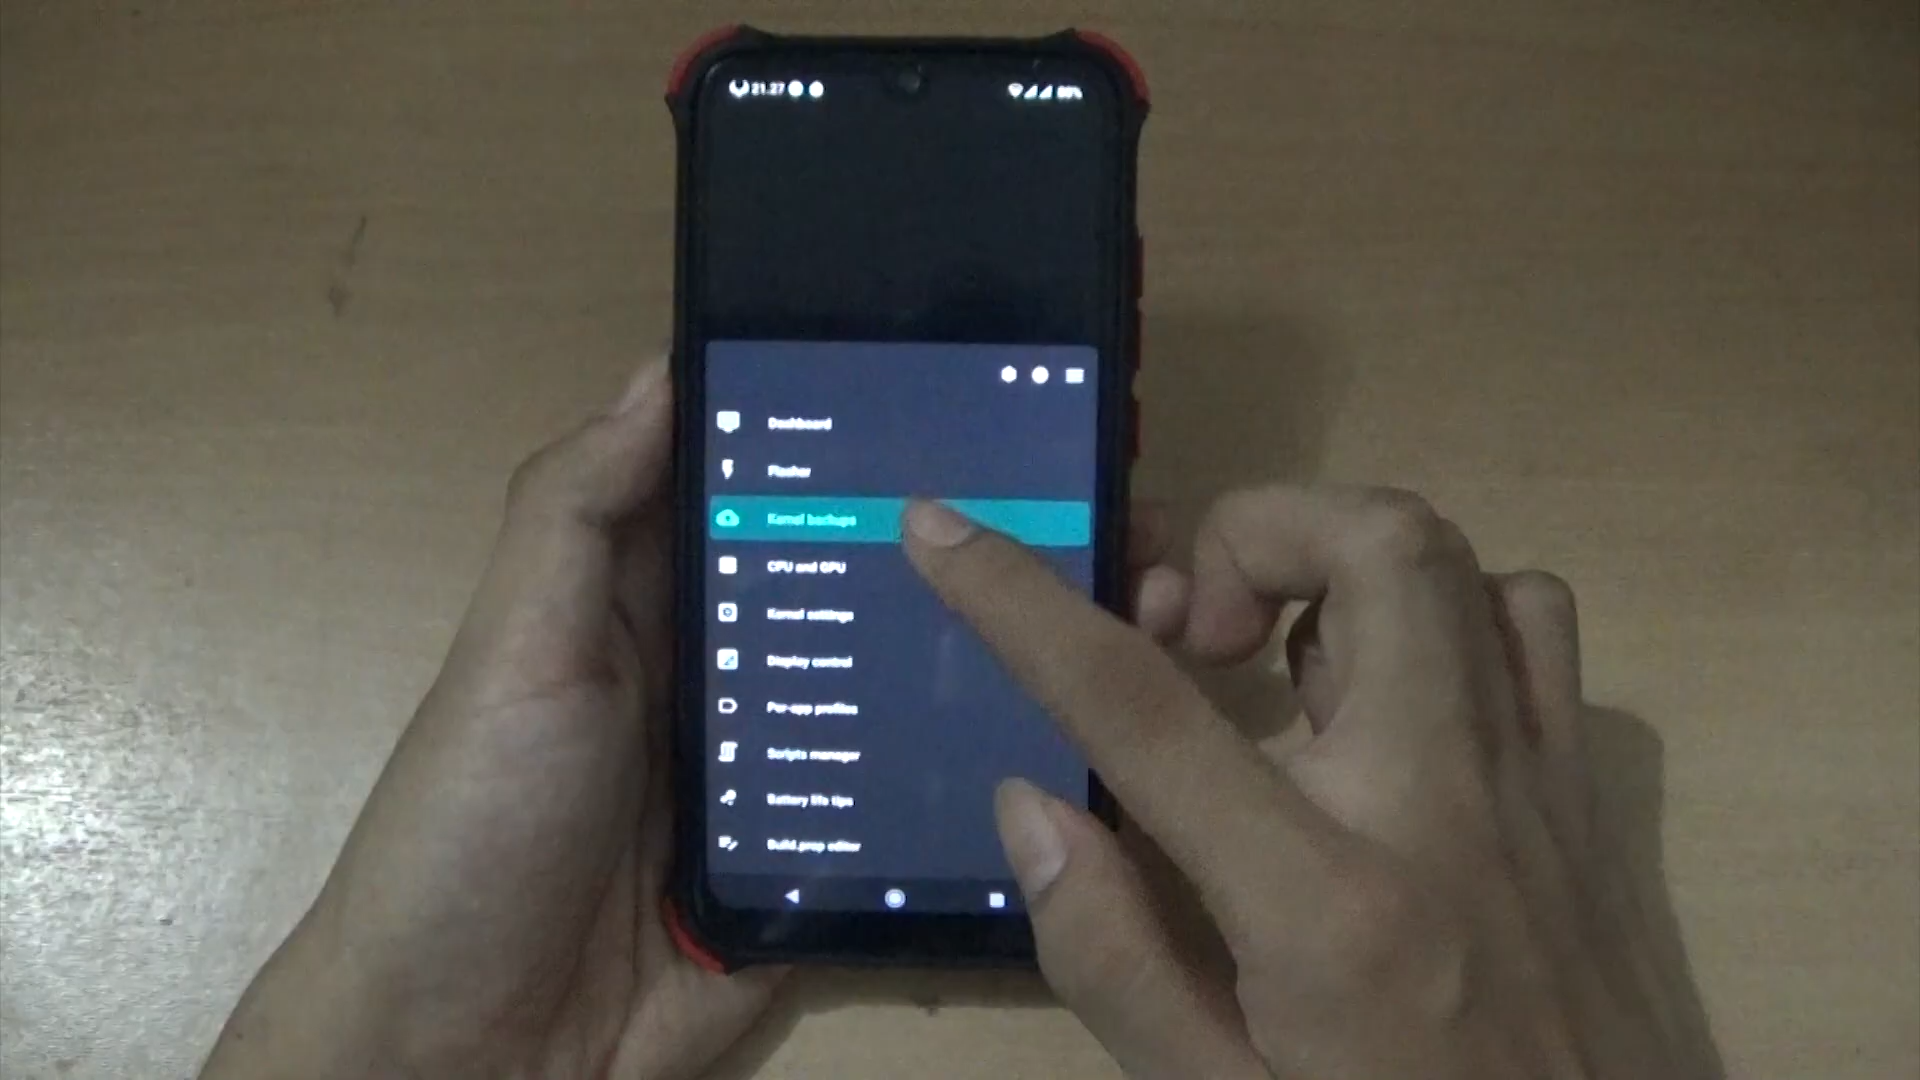 21.27
Dashboard
Flasher
Kernel backups
CPU and GPU
Kernel settings
Display control
Per-app profiles
Scripts manager
Battery life tips
Build.prop editor